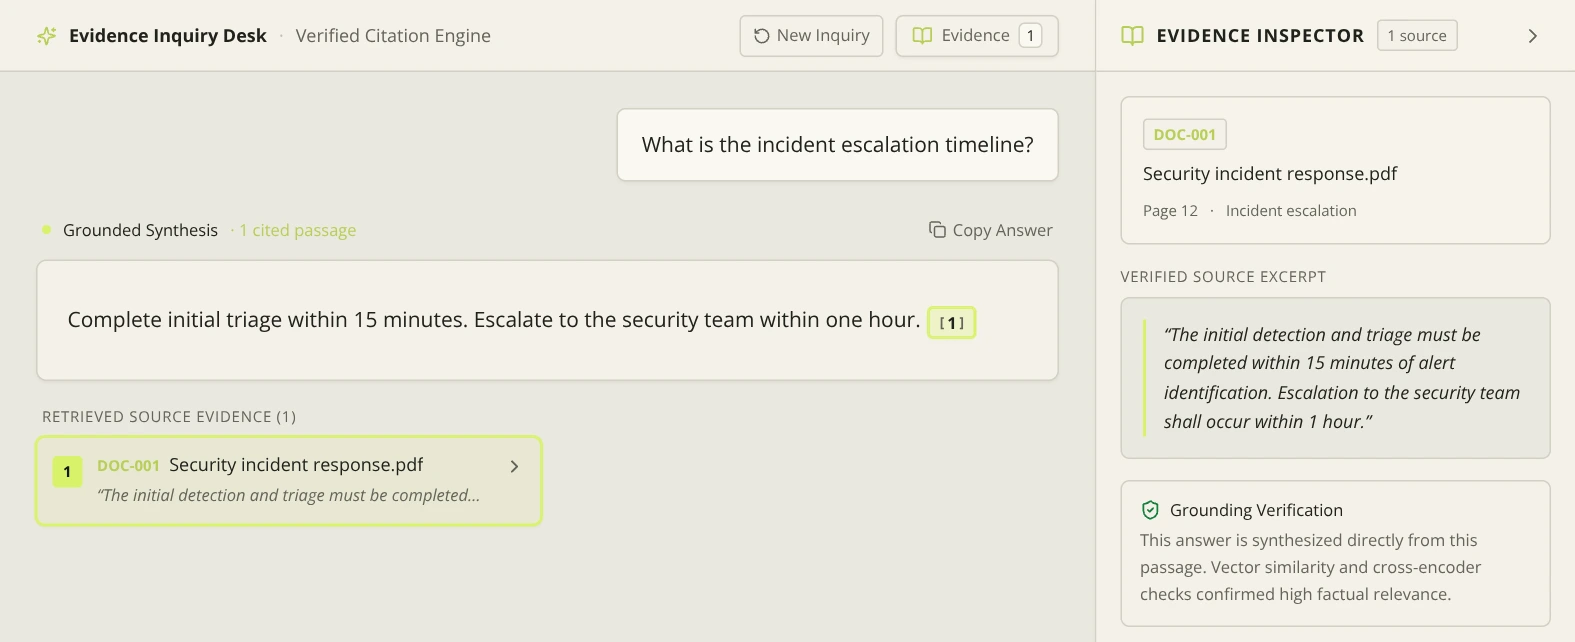 Evidence Inquiry Desk · Verified Citation Engine
New Inquiry
Evidence 1
What is the incident escalation timeline?
Grounded Synthesis · 1 cited passage
Copy Answer
Complete initial triage within 15 minutes. Escalate to the security team within one hour. [1]
RETRIEVED SOURCE EVIDENCE (1)
1 DOC-001 Security incident response.pdf
“The initial detection and triage must be completed...
EVIDENCE INSPECTOR 1 source
DOC-001
Security incident response.pdf
Page 12 · Incident escalation
VERIFIED SOURCE EXCERPT
“The initial detection and triage must be
completed within 15 minutes of alert
identification. Escalation to the security team
shall occur within 1 hour.”
Grounding Verification
This answer is synthesized directly from this
passage. Vector similarity and cross-encoder
checks confirmed high factual relevance.